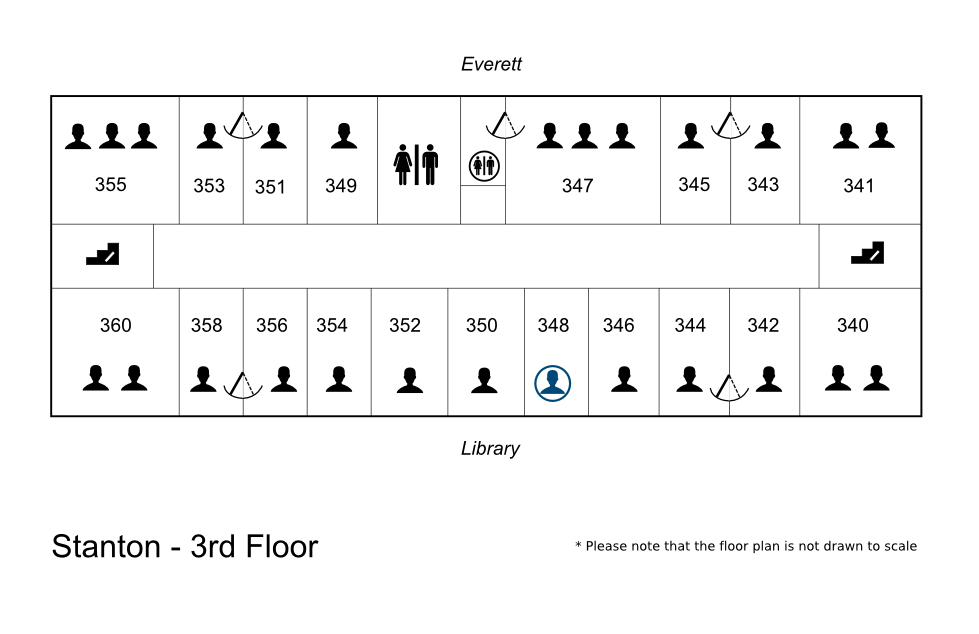 Everett
355 353 351 349 347 345 343 341
360 358 356 354 352 350 348 346 344 342 340
Library
Stanton - 3rd Floor
* Please note that the floor plan is not drawn to scale